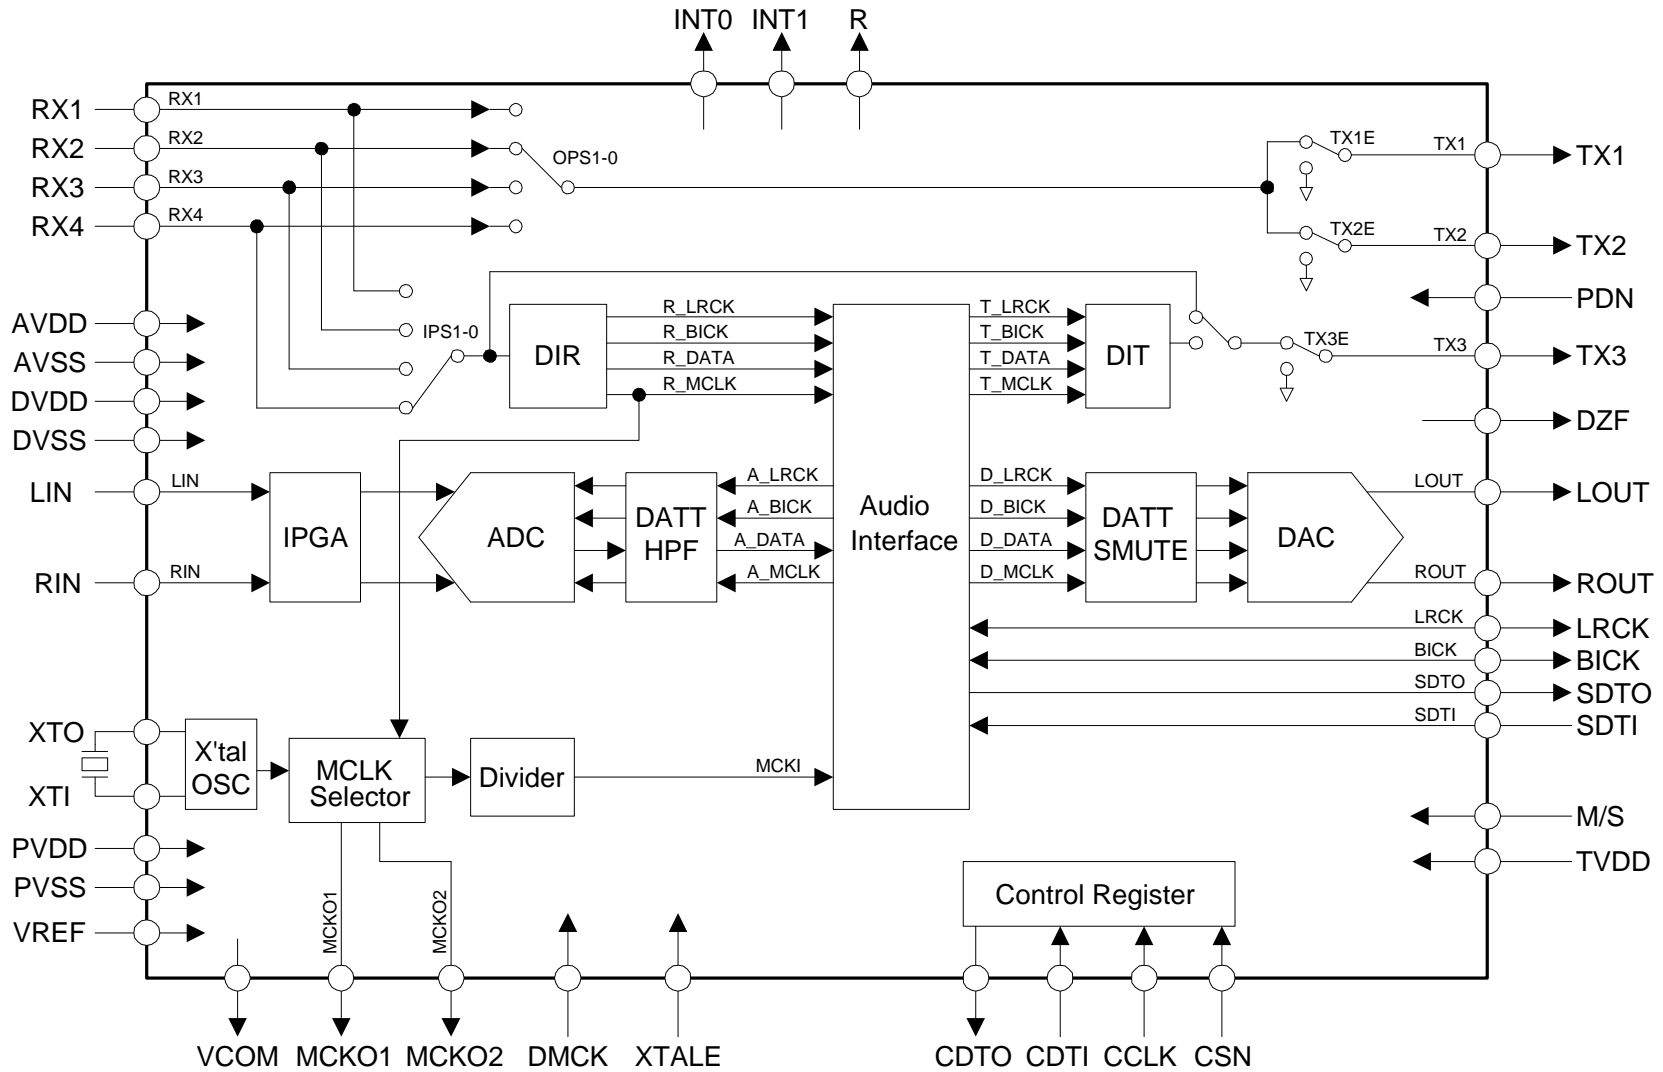 INT0 INT1 R
RX1 RX1
RX2 RX2 OPS1-0 TX1E TX1 TX1
RX3 RX3
RX4 RX4 TX2E TX2 TX2
PDN
AVDD IPS1-0 DIR R_LRCK T_LRCK DIT
R_BICK T_BICK
AVSS R_DATA T_DATA TX3E TX3 TX3
R_MCLK T_MCLK
DVDD
DVSS DZF
LIN LIN A_LRCK D_LRCK LOUT LOUT
IPGA ADC DATT A_BICK Audio D_BICK DATT DAC
HPF A_DATA Interface D_DATA SMUTE
RIN RIN A_MCLK D_MCLK ROUT ROUT
LRCK LRCK
BICK BICK
SDTO SDTO
SDTI SDTI
XTO X'tal
OSC
XTI
MCLK
Selector
Divider MCKI
M/S
PVDD TVDD
PVSS MCKO1 MCKO2 Control Register
VREF
VCOM MCKO1 MCKO2 DMCK XTALE CDTO CDTI CCLK CSN